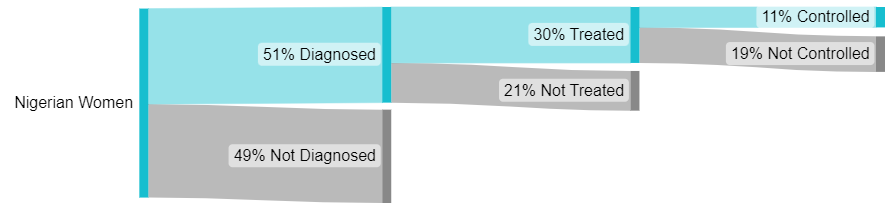 Nigerian Women
51% Diagnosed
49% Not Diagnosed
30% Treated
21% Not Treated
11% Controlled
19% Not Controlled